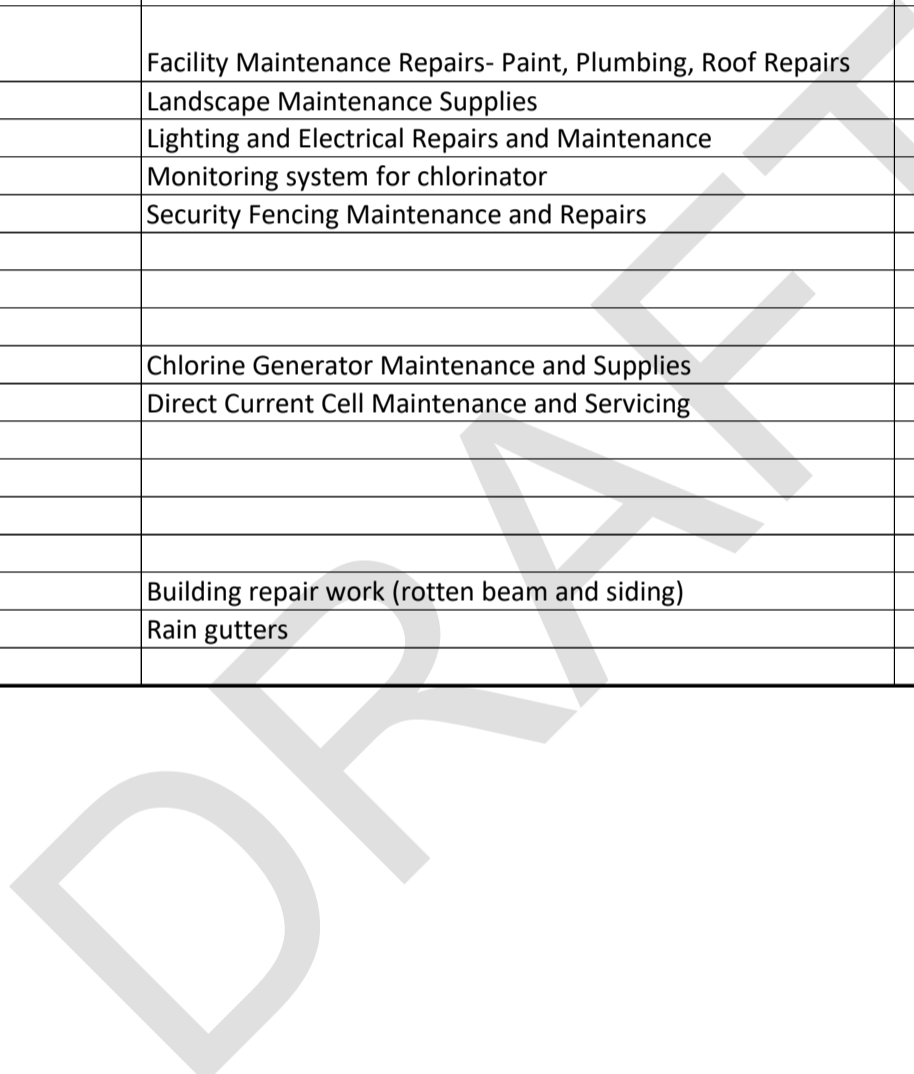 Facility Maintenance Repairs- Paint, Plumbing, Roof Repairs
Landscape Maintenance Supplies
Lighting and Electrical Repairs and Maintenance
Monitoring system for chlorinator
Security Fencing Maintenance and Repairs
Chlorine Generator Maintenance and Supplies
Direct Current Cell Maintenance and Servicing
Building repair work (rotten beam and siding)
Rain gutters
DRAFT